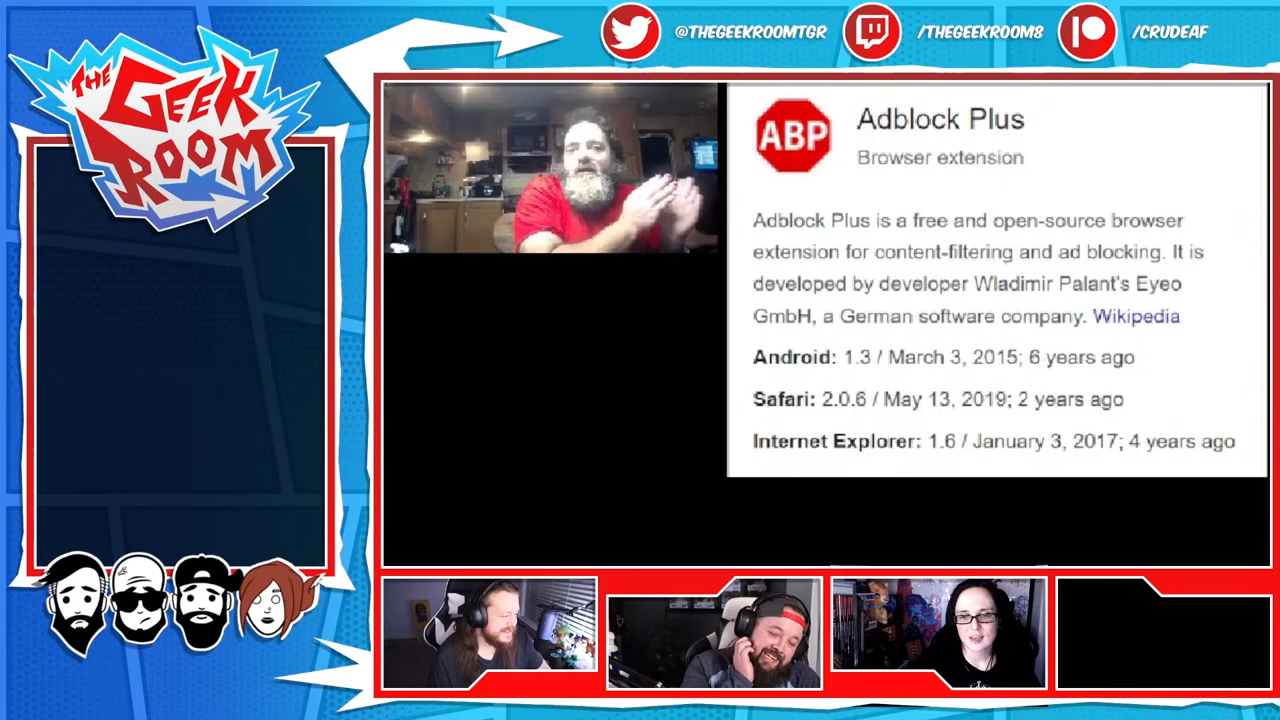 THE
GEEK
ROOM
@THEGEEKROOMTGR
/THEGEEKROOM8
/CRUDEAF
ABP
Adblock Plus
Browser extension
Adblock Plus is a free and open-source browser
extension for content-filtering and ad blocking. It is
developed by developer Wladimir Palant's Eyeo
GmbH, a German software company. Wikipedia
Android: 1.3 / March 3, 2015; 6 years ago
Safari: 2.0.6 / May 13, 2019; 2 years ago
Internet Explorer: 1.6 / January 3, 2017; 4 years ago